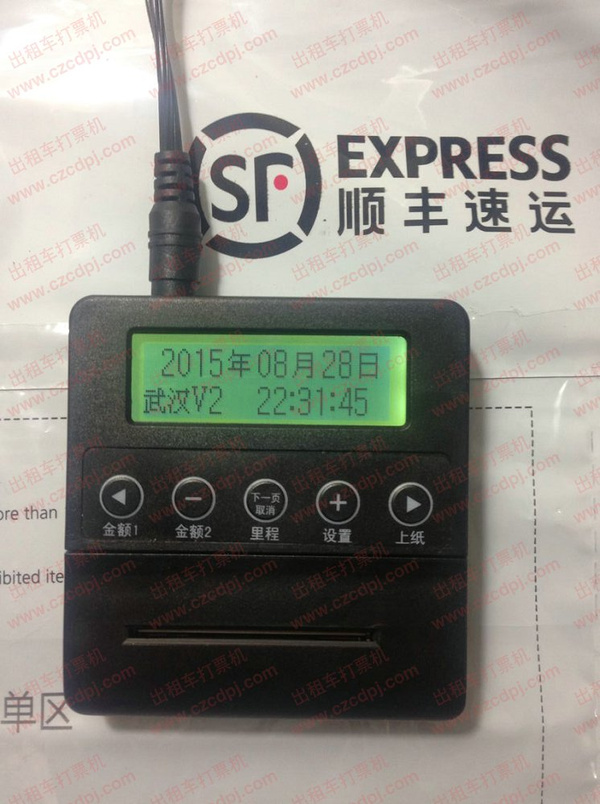 SF EXPRESS
顺丰速运
2015年08月28日
武汉V2 22:31:45
下一页
取消
金额1 金额2 里程 设置 上纸
ore than
ibited ite
单区
出租车打票机
www.czcdpj.com